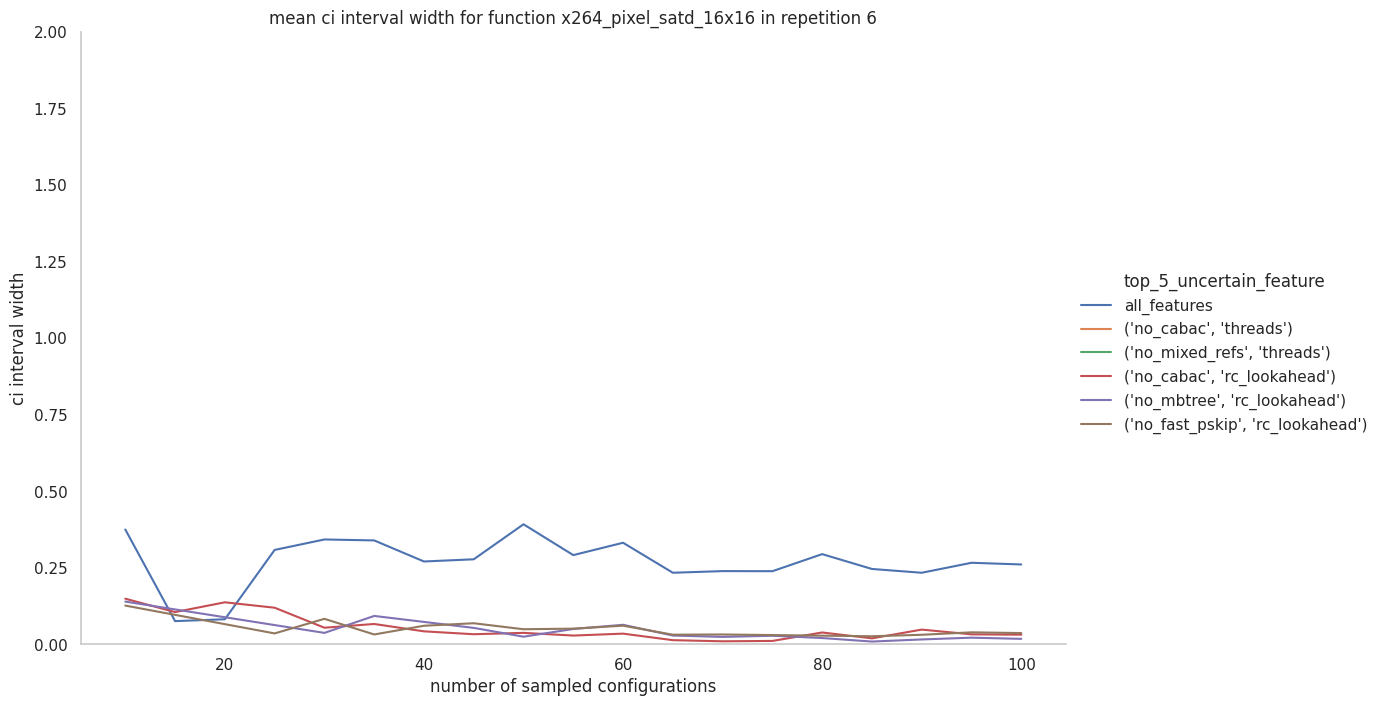 mean ci interval width for function x264_pixel_satd_16x16 in repetition 6
2.00
1.75
1.50
1.25
1.00
0.75
0.50
0.25
0.00
ci interval width
20
40
60
80
100
number of sampled configurations
top_5_uncertain_feature
all_features
('no_cabac', 'threads')
('no_mixed_refs', 'threads')
('no_cabac', 'rc_lookahead')
('no_mbtree', 'rc_lookahead')
('no_fast_pskip', 'rc_lookahead')